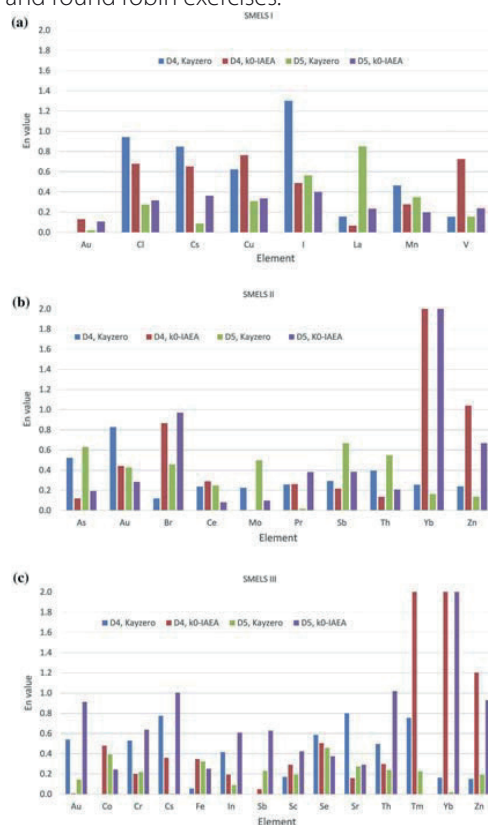 and round robin exercises.
(a)
SMELS I
2.0
1.8
1.6
1.4
1.2
1.0
0.8
0.6
0.4
0.2
0.0
En value
D4, Kayzero D4, k0-IAEA D5, Kayzero D5, k0-IAEA
Au Cl Cs Cu I La Mn V
Element
(b)
SMELS II
2.0
1.8
1.6
1.4
1.2
1.0
0.8
0.6
0.4
0.2
0.0
En value
D4, Kayzero D4, k0-IAEA D5, Kayzero D5, K0-IAEA
As Au Br Ce Mo Pr Sb Th Yb Zn
Element
(c)
SMELS III
2.0
1.8
1.6
1.4
1.2
1.0
0.8
0.6
0.4
0.2
0.0
En value
D4, Kayzero D4, k0-IAEA D5, Kayzero D5, k0-IAEA
Au Co Cr Cs Fe In Sb Sc Se Sr Th Tm Yb Zn
Element